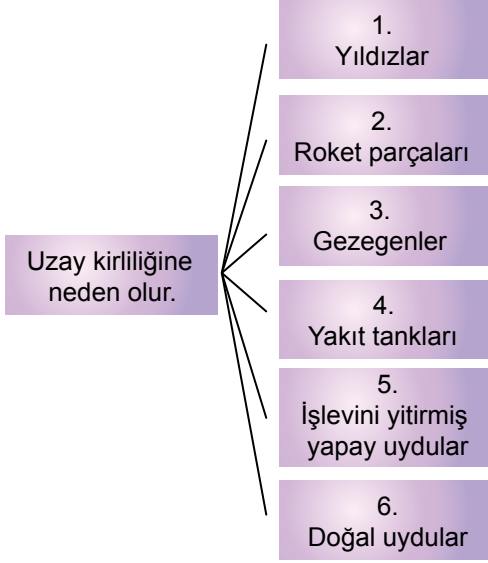 Uzay kirliliğine
neden olur.
1.
Yıldızlar
2.
Roket parçaları
3.
Gezegenler
4.
Yakıt tankları
5.
İşlevini yitirmiş
yapay uydular
6.
Doğal uydular